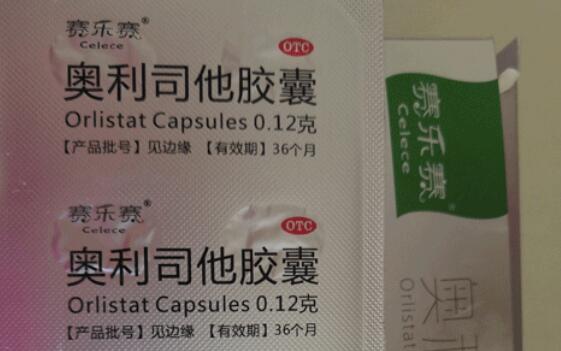 赛乐赛®
Celece
OTC
奥利司他胶囊
Orlistat Capsules 0.12克
【产品批号】见边缘 【有效期】36个月
赛乐赛®
Celece
OTC
奥利司他胶囊
Orlistat Capsules 0.12克
【产品批号】见边缘 【有效期】36个月
赛乐赛®
Celece
奥利
Orlistat